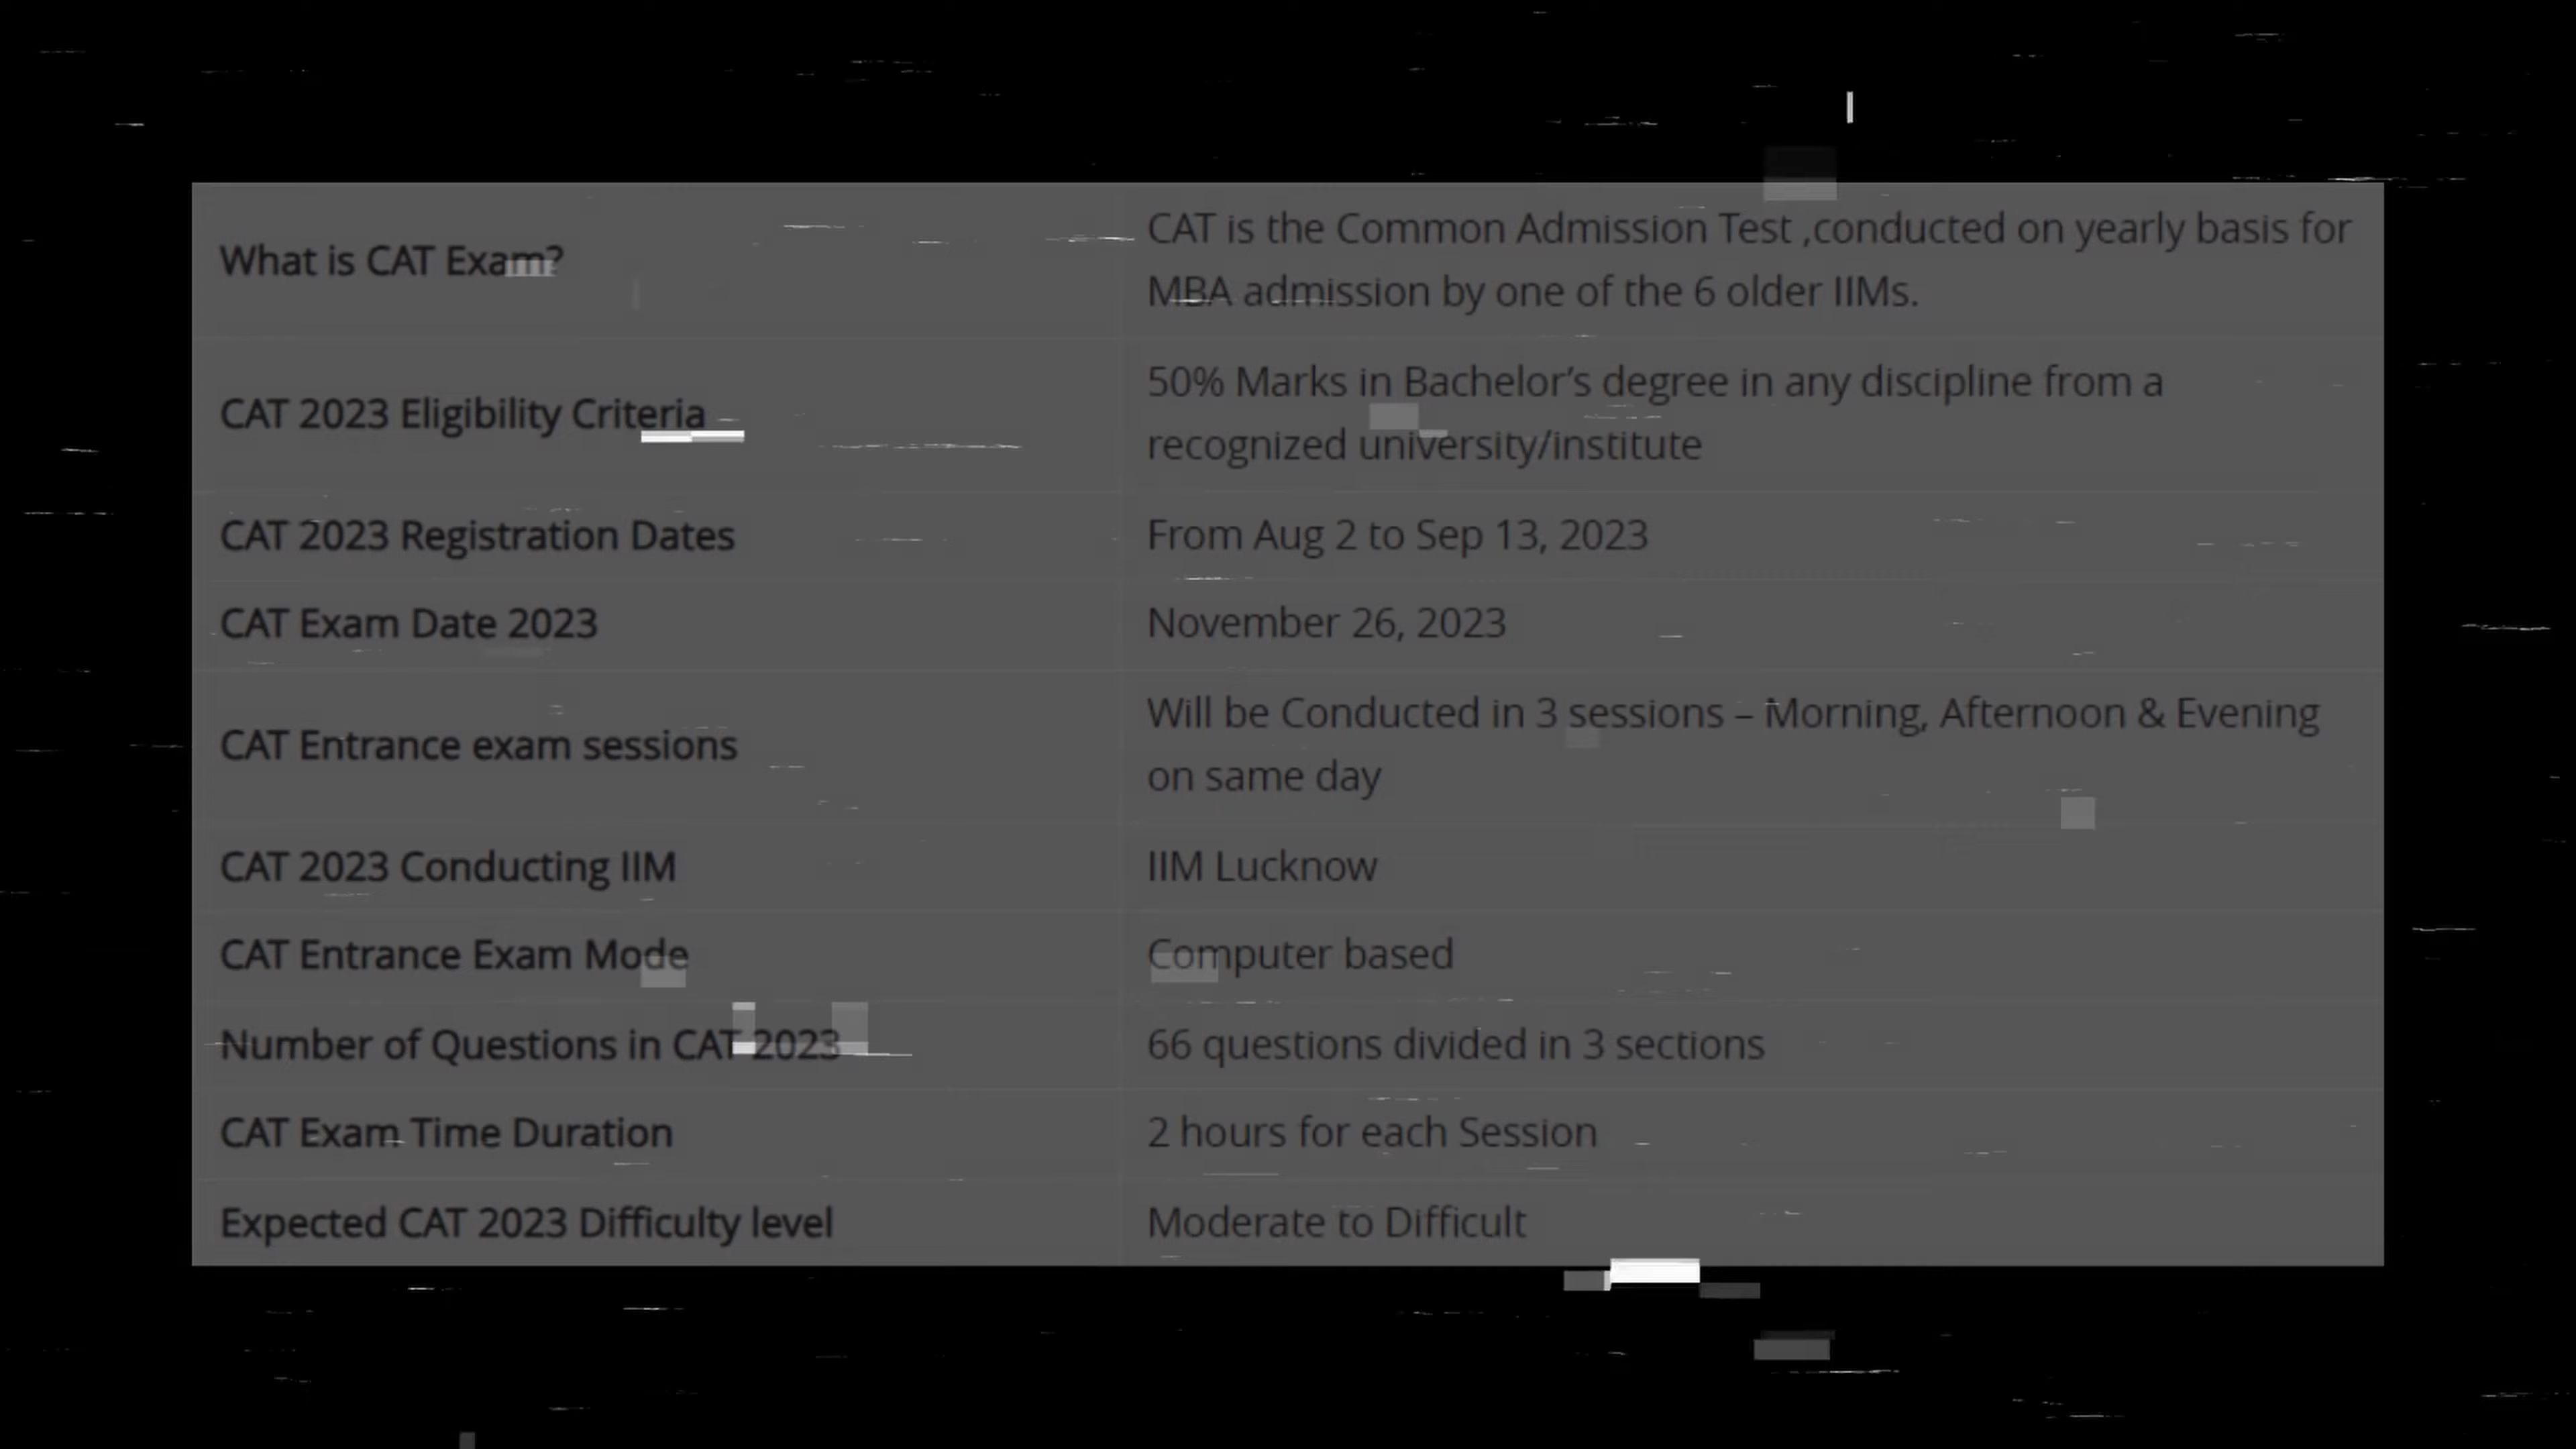 What is CAT Exam?
CAT is the Common Admission Test ,conducted on yearly basis for
MBA admission by one of the 6 older IIMs.
CAT 2023 Eligibility Criteria
50% Marks in Bachelor’s degree in any discipline from a
recognized university/institute
CAT 2023 Registration Dates
From Aug 2 to Sep 13, 2023
CAT Exam Date 2023
November 26, 2023
CAT Entrance exam sessions
Will be Conducted in 3 sessions – Morning, Afternoon & Evening
on same day
CAT 2023 Conducting IIM
IIM Lucknow
CAT Entrance Exam Mode
Computer based
Number of Questions in CAT 2023
66 questions divided in 3 sections
CAT Exam Time Duration
2 hours for each Session
Expected CAT 2023 Difficulty level
Moderate to Difficult